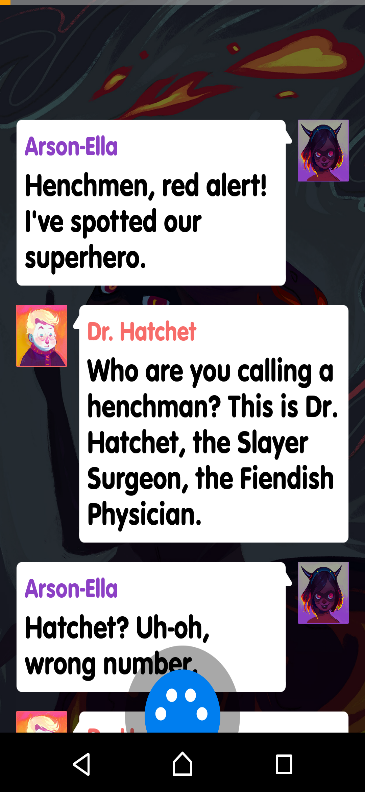 Arson-Ella
Henchmen, red alert!
I've spotted our
superhero.
Dr. Hatchet
Who are you calling a
henchman? This is Dr.
Hatchet, the Slayer
Surgeon, the Fiendish
Physician.
Arson-Ella
Hatchet? Uh-oh,
wrong number.